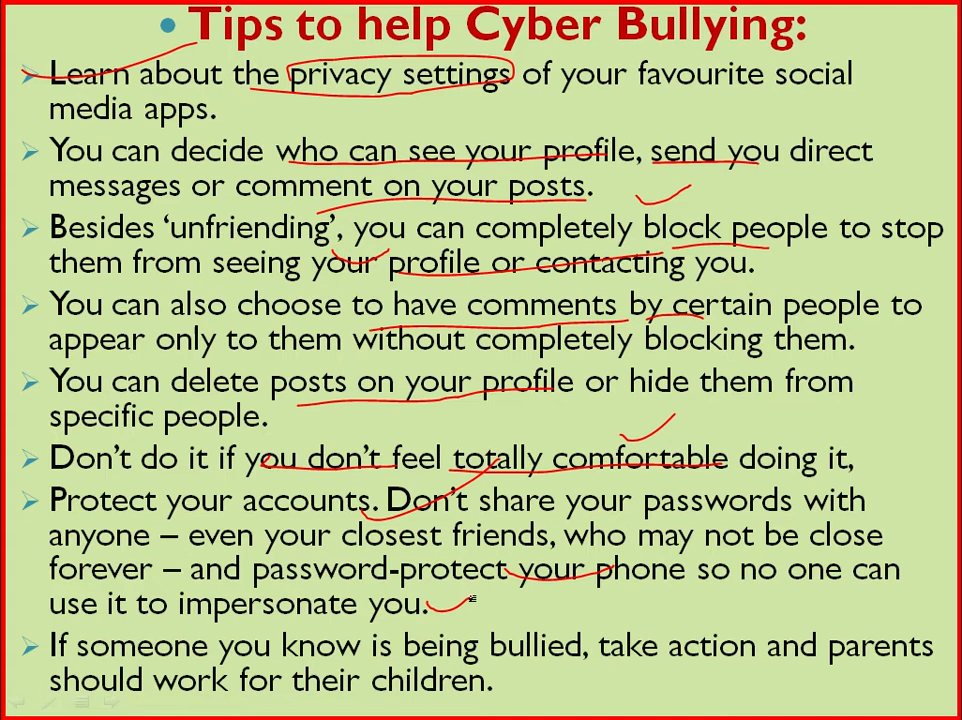 • Tips to help Cyber Bullying:
➢ Learn about the privacy settings of your favourite social
media apps.
➢ You can decide who can see your profile, send you direct
messages or comment on your posts.
➢ Besides ‘unfriending’, you can completely block people to stop
them from seeing your profile or contacting you.
➢ You can also choose to have comments by certain people to
appear only to them without completely blocking them.
➢ You can delete posts on your profile or hide them from
specific people.
➢ Don’t do it if you don’t feel totally comfortable doing it,
➢ Protect your accounts. Don’t share your passwords with
anyone – even your closest friends, who may not be close
forever – and password-protect your phone so no one can
use it to impersonate you.
➢ If someone you know is being bullied, take action and parents
should work for their children.